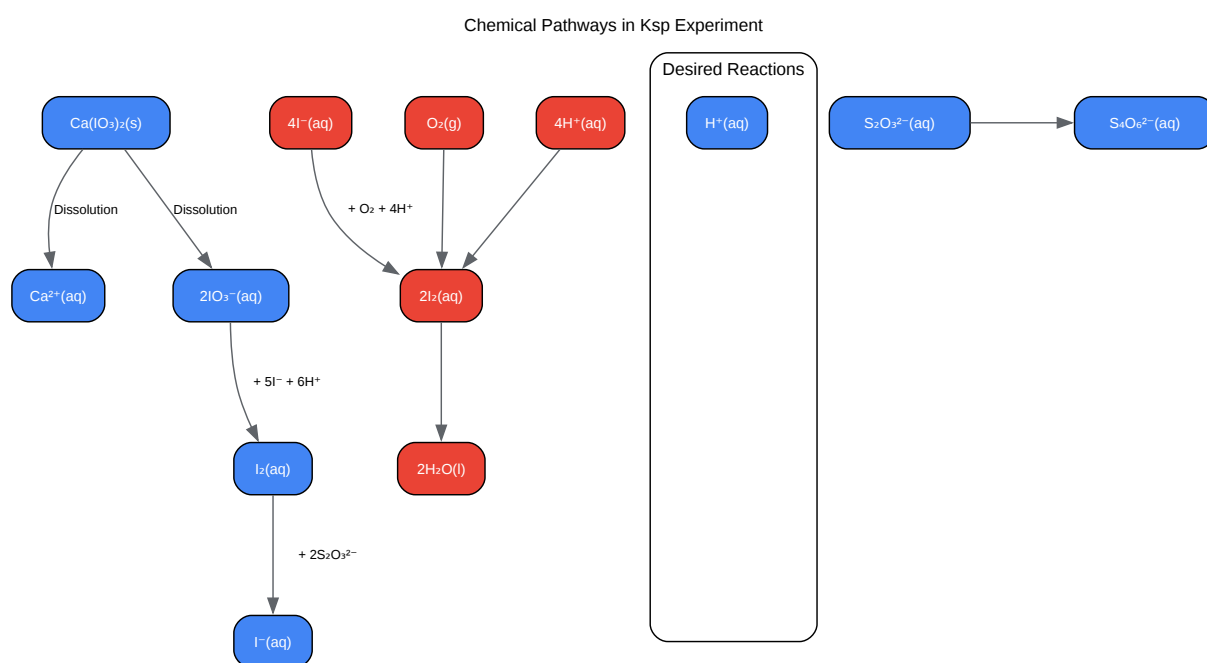 Chemical Pathways in Ksp Experiment
Desired Reactions
Ca(IO₃)₂(s)
4I⁻(aq)
O₂(g)
4H⁺(aq)
H⁺(aq)
S₂O₃²⁻(aq)
S₄O₆²⁻(aq)
Dissolution
Dissolution
+ O₂ + 4H⁺
Ca²⁺(aq)
2IO₃⁻(aq)
2I₂(aq)
+ 5I⁻ + 6H⁺
I₂(aq)
2H₂O(l)
+ 2S₂O₃²⁻
I⁻(aq)